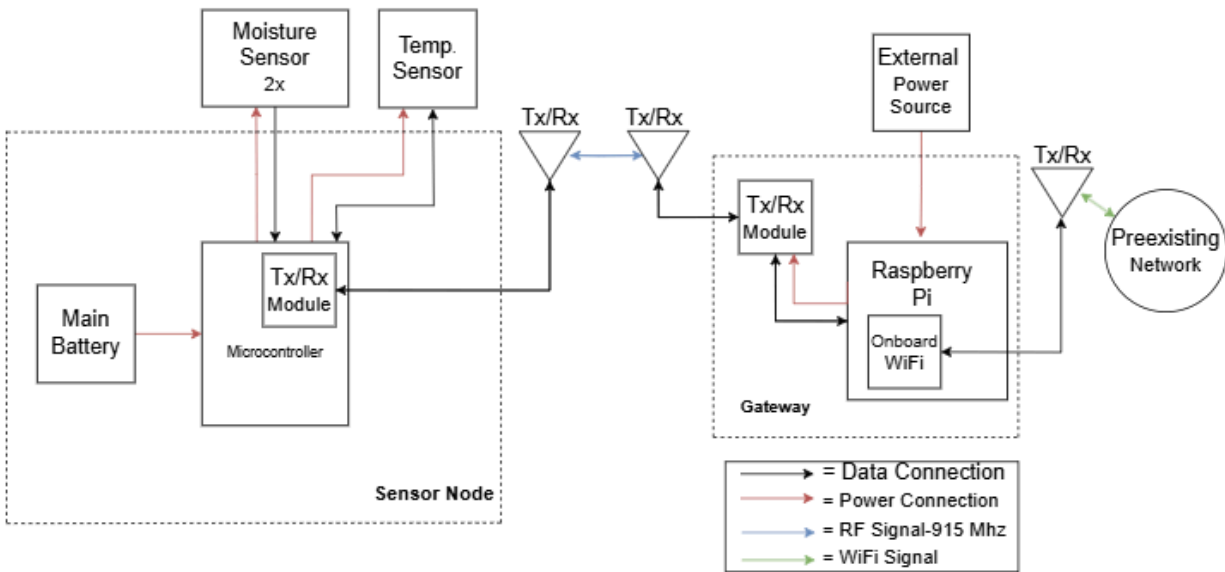 Moisture
Sensor
2x
Temp.
Sensor
Tx/Rx
Tx/Rx
External
Power
Source
Tx/Rx
Tx/Rx
Module
Preexisting
Network
Raspberry
Pi
Tx/Rx
Module
Main
Battery
Microcontroller
Onboard
WiFi
Gateway
Sensor Node
= Data Connection
= Power Connection
= RF Signal-915 Mhz
= WiFi Signal